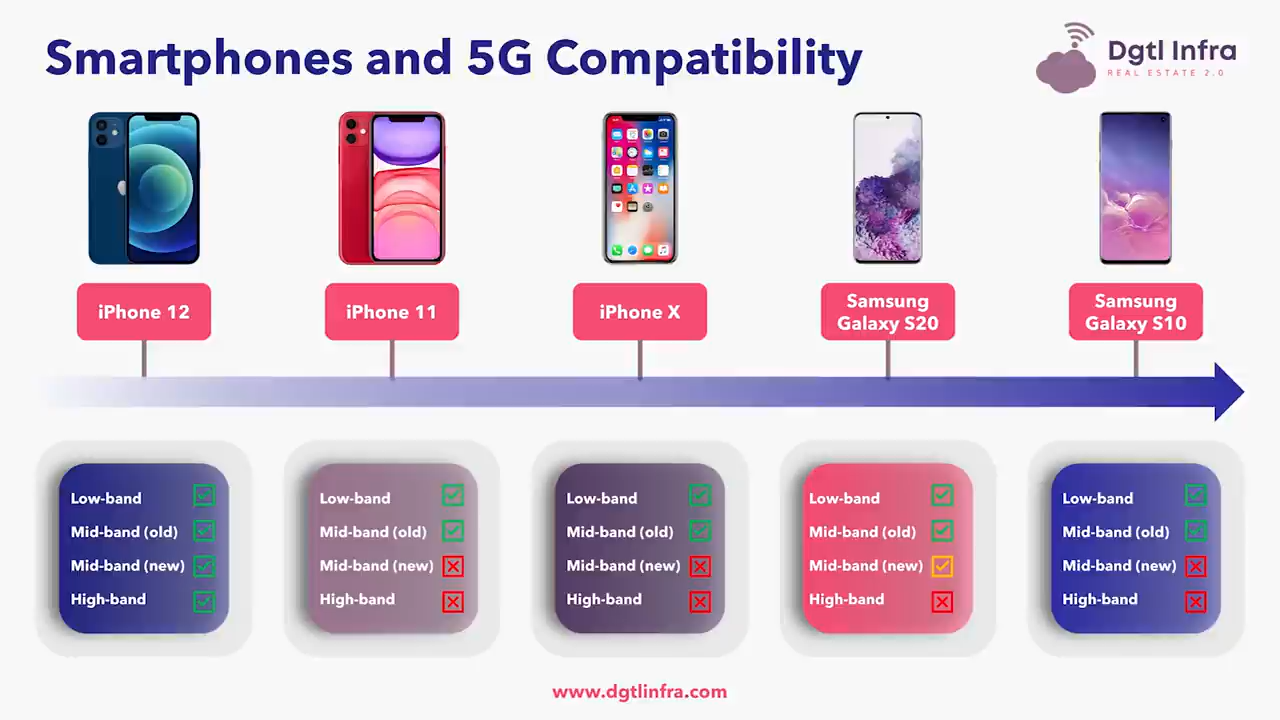 Smartphones and 5G Compatibility
Dgtl Infra
REAL ESTATE 2.0
iPhone 12
iPhone 11
iPhone X
Samsung
Galaxy S20
Samsung
Galaxy S10
Low-band
Mid-band (old)
Mid-band (new)
High-band
Low-band
Mid-band (old)
Mid-band (new)
High-band
Low-band
Mid-band (old)
Mid-band (new)
High-band
Low-band
Mid-band (old)
Mid-band (new)
High-band
Low-band
Mid-band (old)
Mid-band (new)
High-band
www.dgtlinfra.com